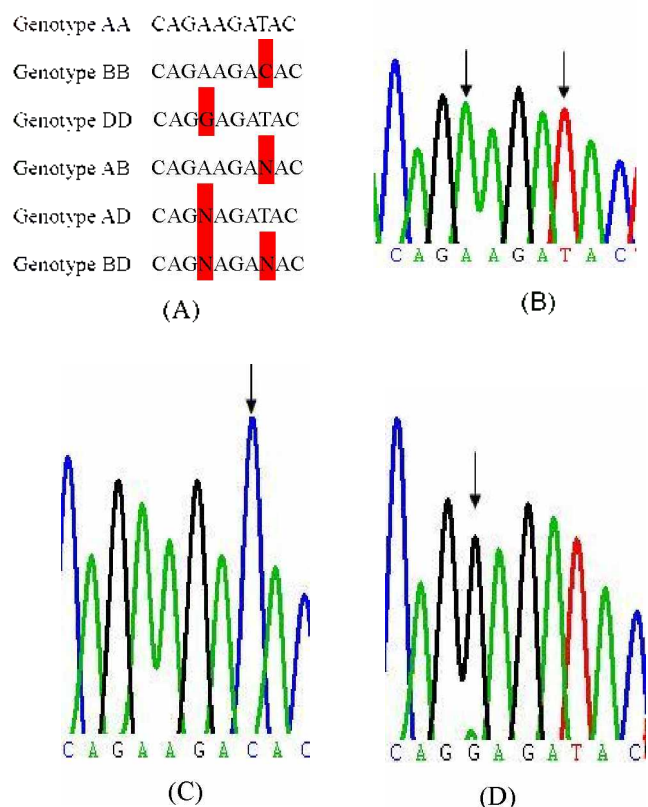 Genotype AA CAGAAGATAC
Genotype BB CAGAAGACAC
Genotype DD CAGGAGATAC
Genotype AB CAGAAGANAC
Genotype AD CAGNAGATAC
Genotype BD CAGNAGANAC
(A)
C A G A A G A T A C
(B)
C A G A A G A C A C
(C)
C A G G A G A T A C
(D)